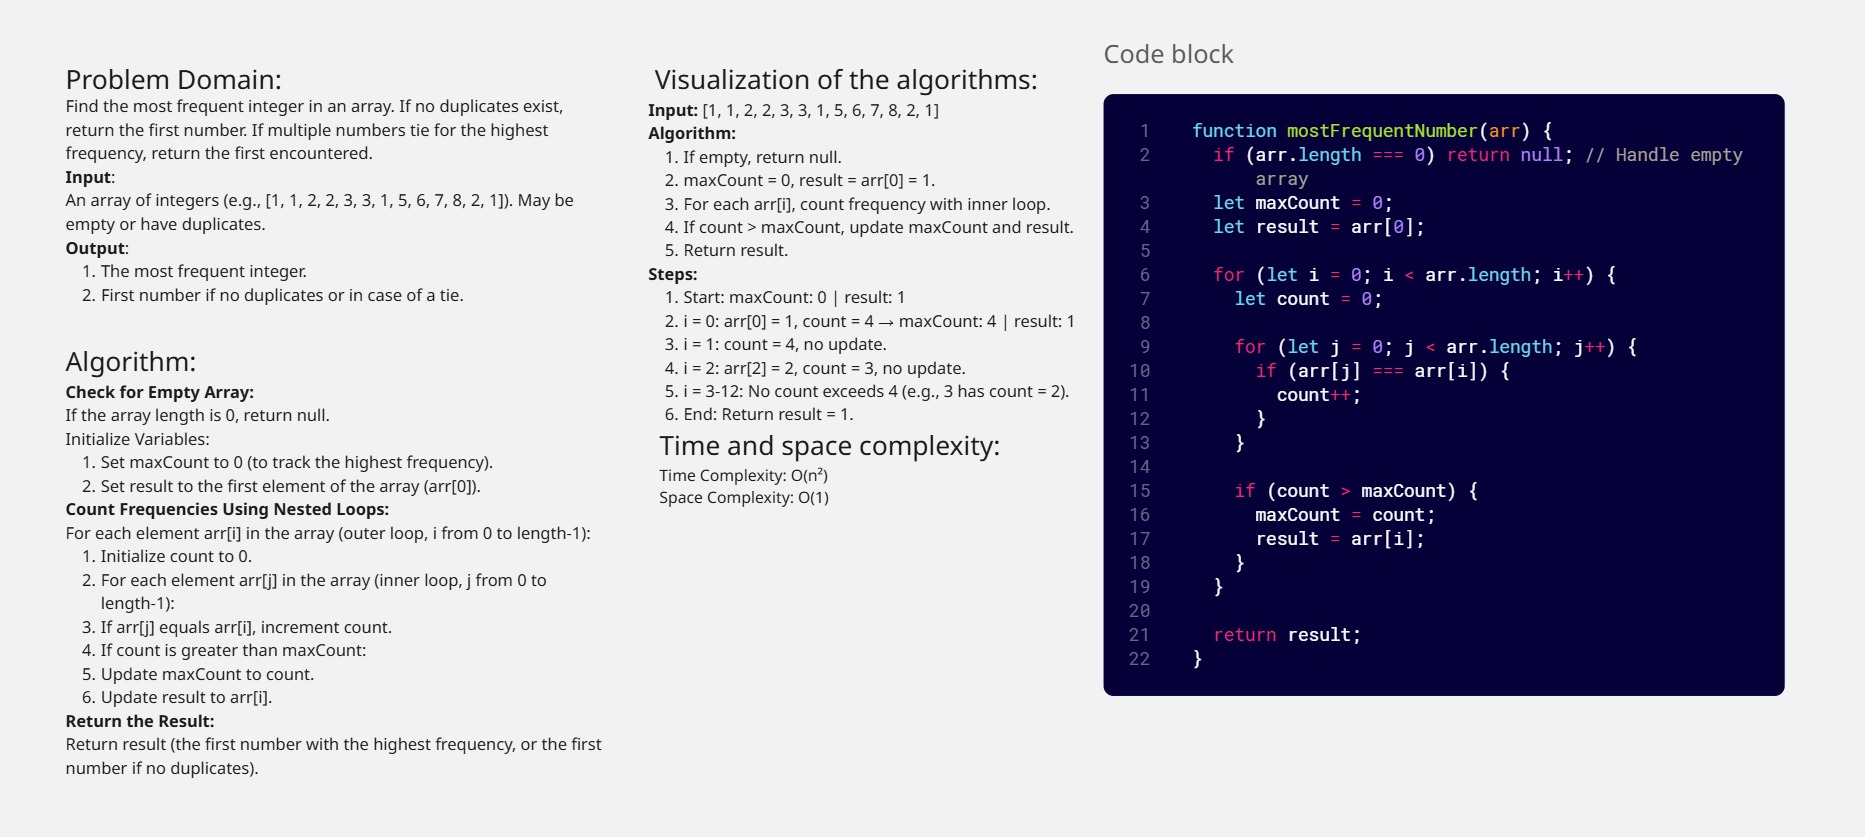 Problem Domain:
Find the most frequent integer in an array. If no duplicates exist,
return the first number. If multiple numbers tie for the highest
frequency, return the first encountered.
Input:
An array of integers (e.g., [1, 1, 2, 2, 3, 3, 1, 5, 6, 7, 8, 2, 1]). May be
empty or have duplicates.
Output:
1. The most frequent integer.
2. First number if no duplicates or in case of a tie.
Algorithm:
Check for Empty Array:
If the array length is 0, return null.
Initialize Variables:
1. Set maxCount to 0 (to track the highest frequency).
2. Set result to the first element of the array (arr[0]).
Count Frequencies Using Nested Loops:
For each element arr[i] in the array (outer loop, i from 0 to length-1):
1. Initialize count to 0.
2. For each element arr[j] in the array (inner loop, j from 0 to
length-1):
3. If arr[j] equals arr[i], increment count.
4. If count is greater than maxCount:
5. Update maxCount to count.
6. Update result to arr[i].
Return the Result:
Return result (the first number with the highest frequency, or the first
number if no duplicates).
Visualization of the algorithms:
Input: [1, 1, 2, 2, 3, 3, 1, 5, 6, 7, 8, 2, 1]
Algorithm:
1. If empty, return null.
2. maxCount = 0, result = arr[0] = 1.
3. For each arr[i], count frequency with inner loop.
4. If count > maxCount, update maxCount and result.
5. Return result.
Steps:
1. Start: maxCount: 0 | result: 1
2. i = 0: arr[0] = 1, count = 4 → maxCount: 4 | result: 1
3. i = 1: count = 4, no update.
4. i = 2: arr[2] = 2, count = 3, no update.
5. i = 3-12: No count exceeds 4 (e.g., 3 has count = 2).
6. End: Return result = 1.
Time and space complexity:
Time Complexity: O(n²)
Space Complexity: O(1)
Code block
1 function mostFrequentNumber(arr) {
2 if (arr.length === 0) return null; // Handle empty
array
3 let maxCount = 0;
4 let result = arr[0];
5
6 for (let i = 0; i < arr.length; i++) {
7 let count = 0;
8
9 for (let j = 0; j < arr.length; j++) {
10 if (arr[j] === arr[i]) {
11 count++;
12 }
13 }
14
15 if (count > maxCount) {
16 maxCount = count;
17 result = arr[i];
18 }
19 }
20
21 return result;
22 }